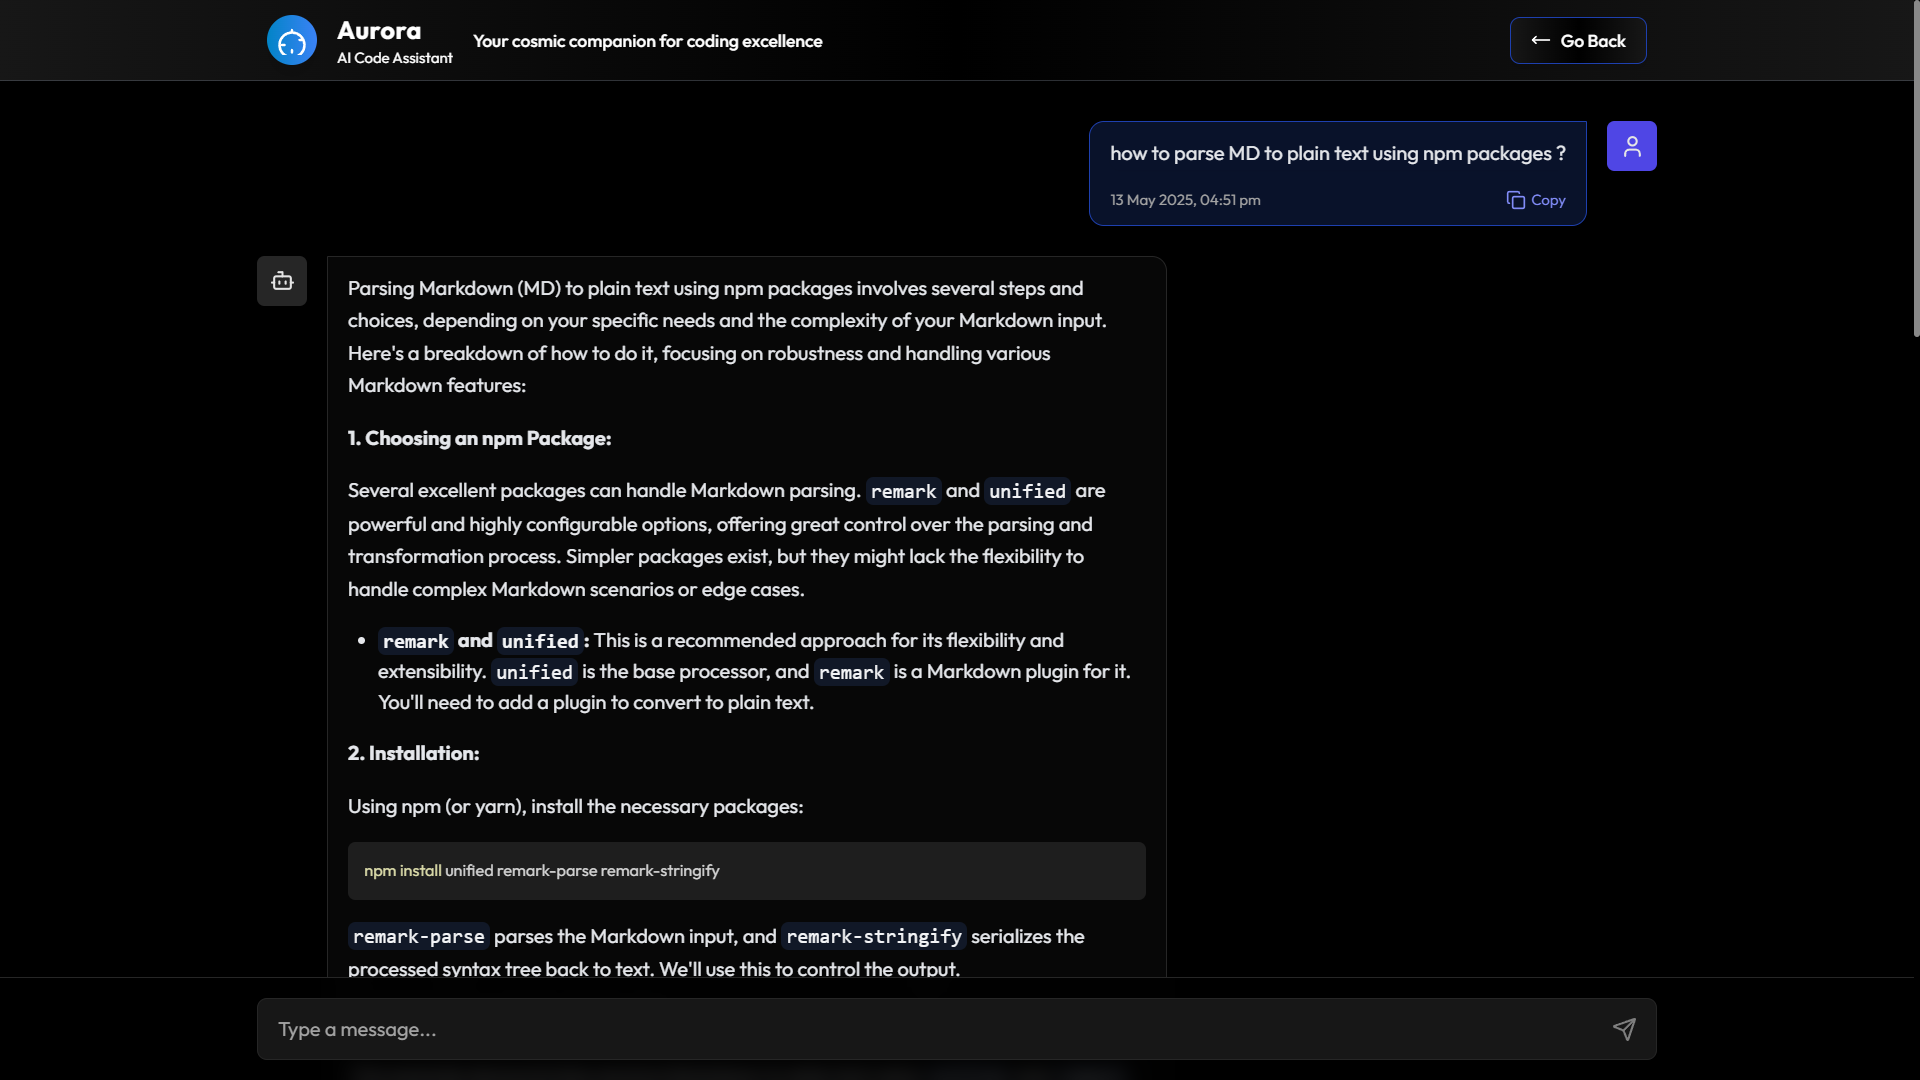 Aurora
AI Code Assistant
Your cosmic companion for coding excellence
Go Back
how to parse MD to plain text using npm packages ?
13 May 2025, 04:51 pm
Copy
Parsing Markdown (MD) to plain text using npm packages involves several steps and
choices, depending on your specific needs and the complexity of your Markdown input.
Here's a breakdown of how to do it, focusing on robustness and handling various
Markdown features:
1. Choosing an npm Package:
Several excellent packages can handle Markdown parsing. remark and unified are
powerful and highly configurable options, offering great control over the parsing and
transformation process. Simpler packages exist, but they might lack the flexibility to
handle complex Markdown scenarios or edge cases.
• remark and unified: This is a recommended approach for its flexibility and
extensibility. unified is the base processor, and remark is a Markdown plugin for it.
You'll need to add a plugin to convert to plain text.
2. Installation:
Using npm (or yarn), install the necessary packages:
npm install unified remark-parse remark-stringify
remark-parse parses the Markdown input, and remark-stringify serializes the
processed syntax tree back to text. We'll use this to control the output.
Type a message...